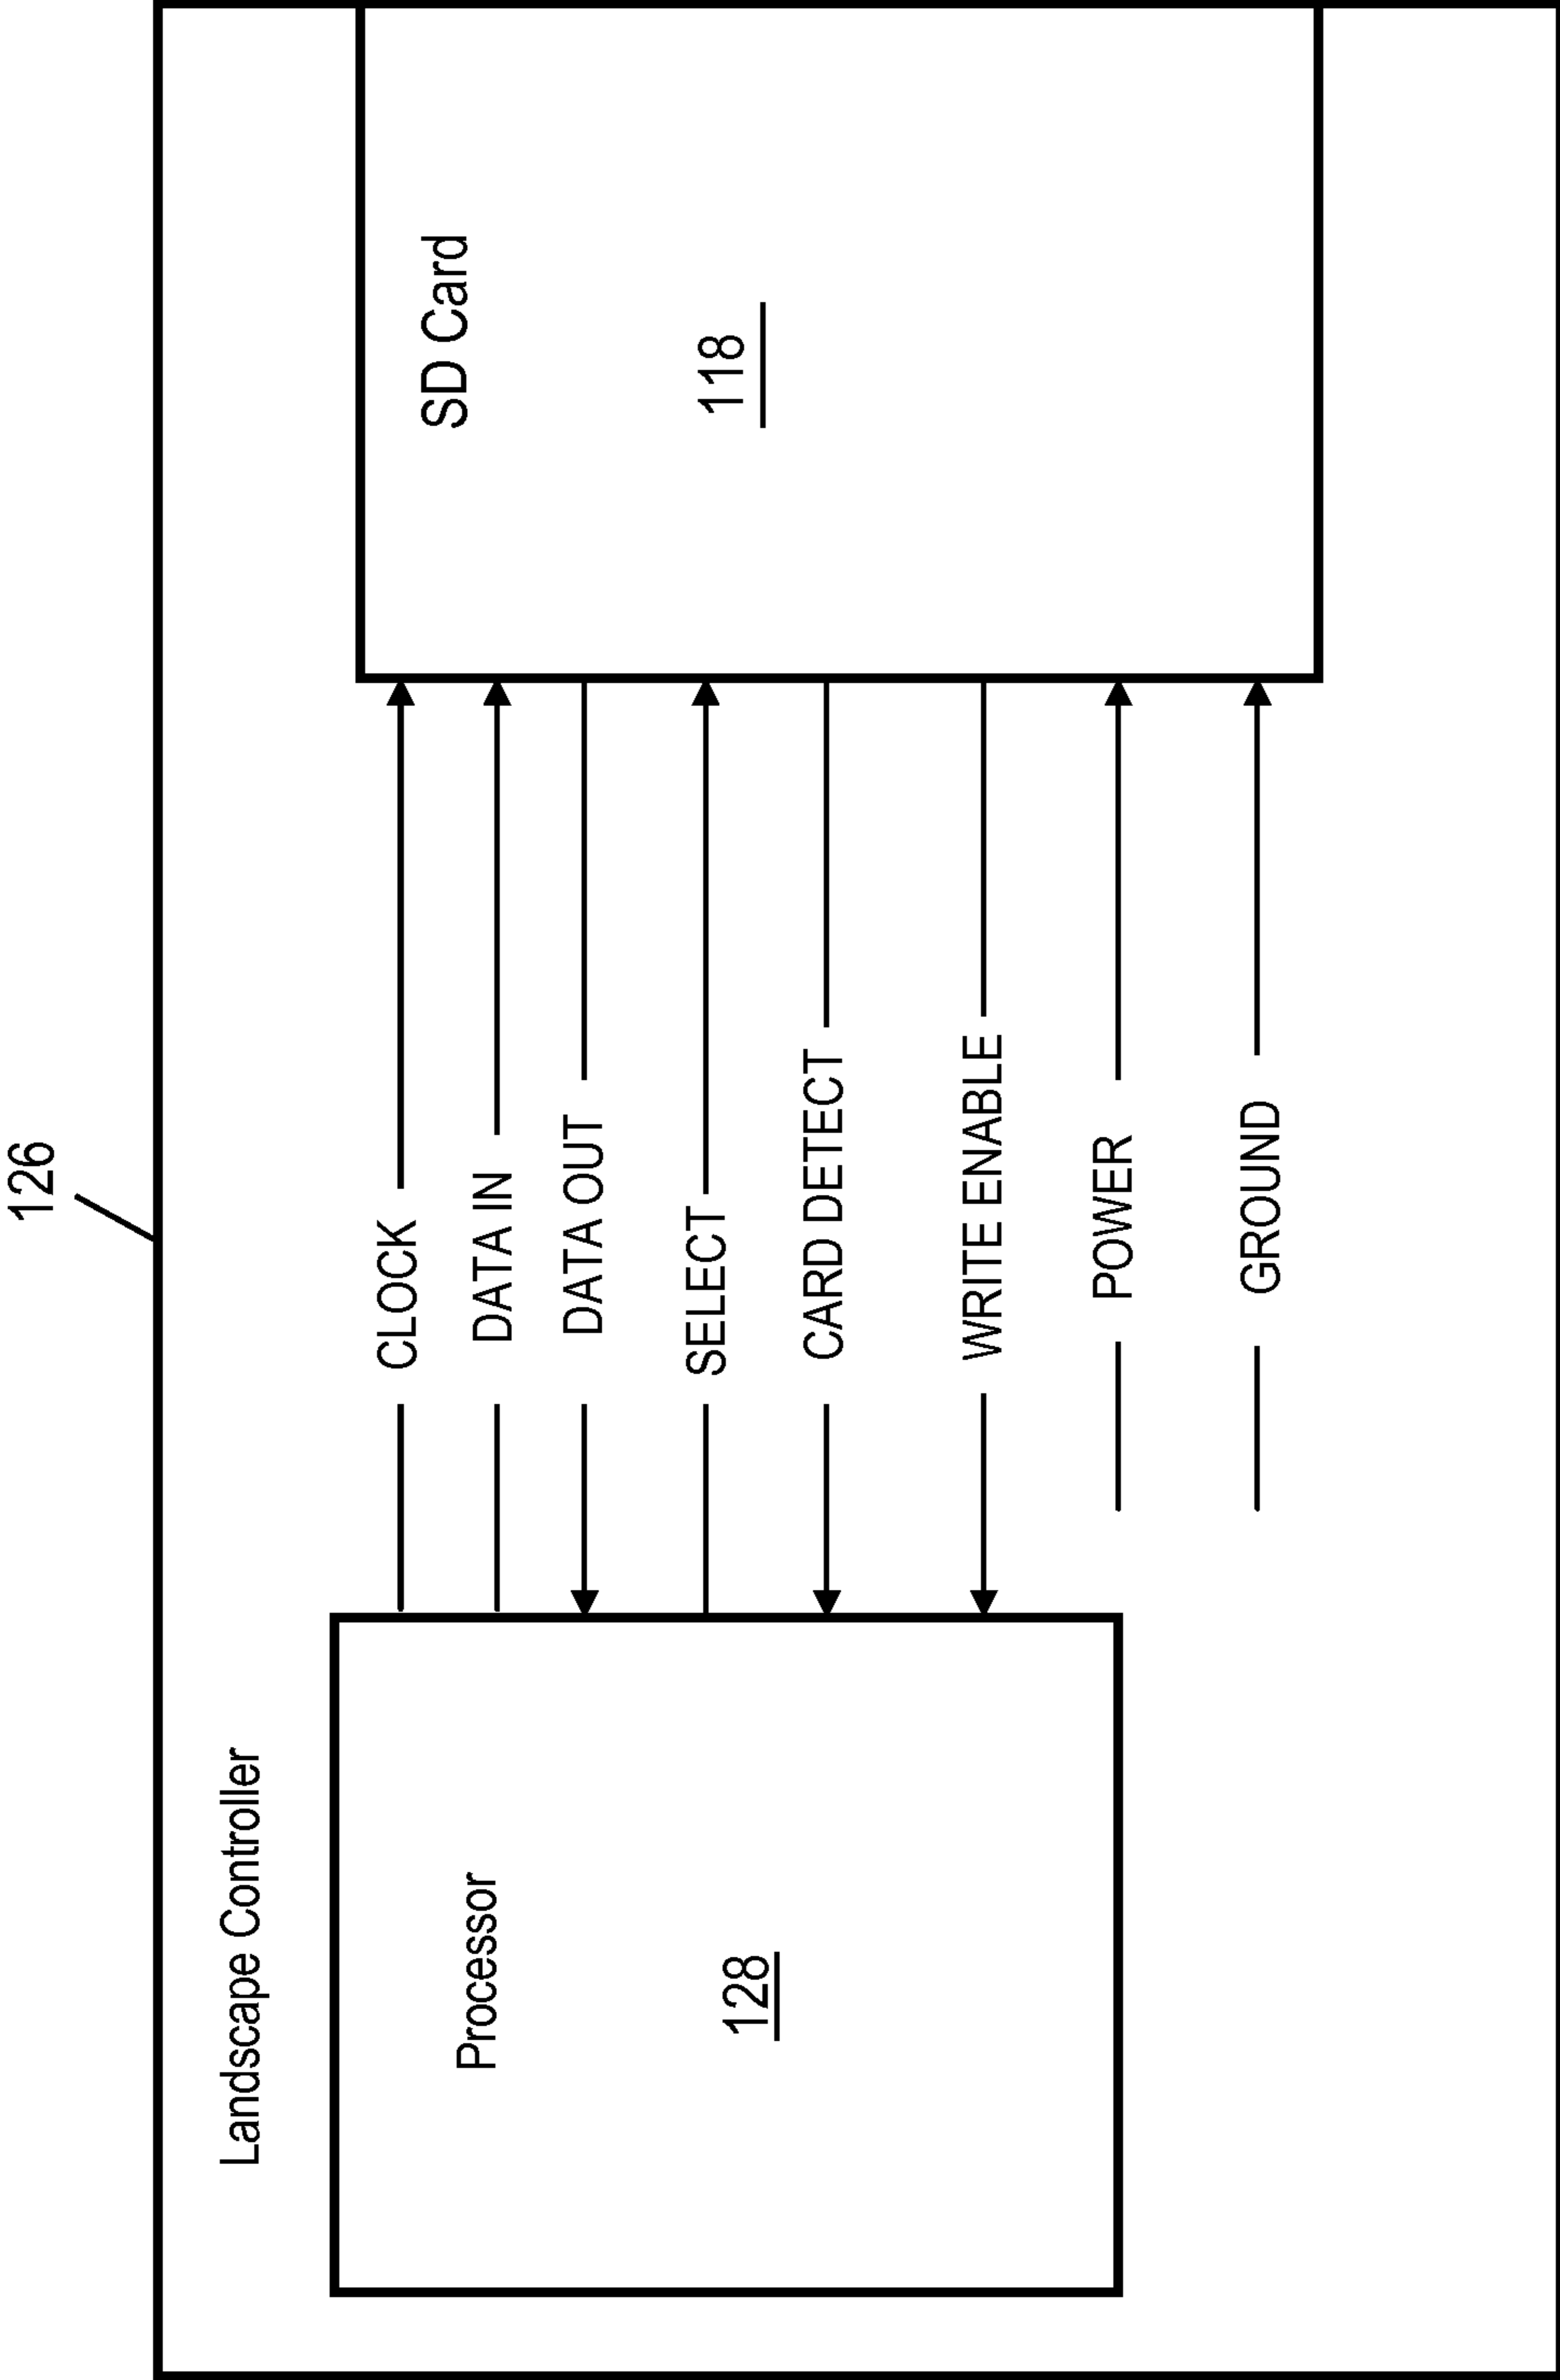 126
Landscape Controller
Processor
128
CLOCK
DATA IN
DATA OUT
SELECT
CARD DETECT
WRITE ENABLE
POWER
GROUND
SD Card
118